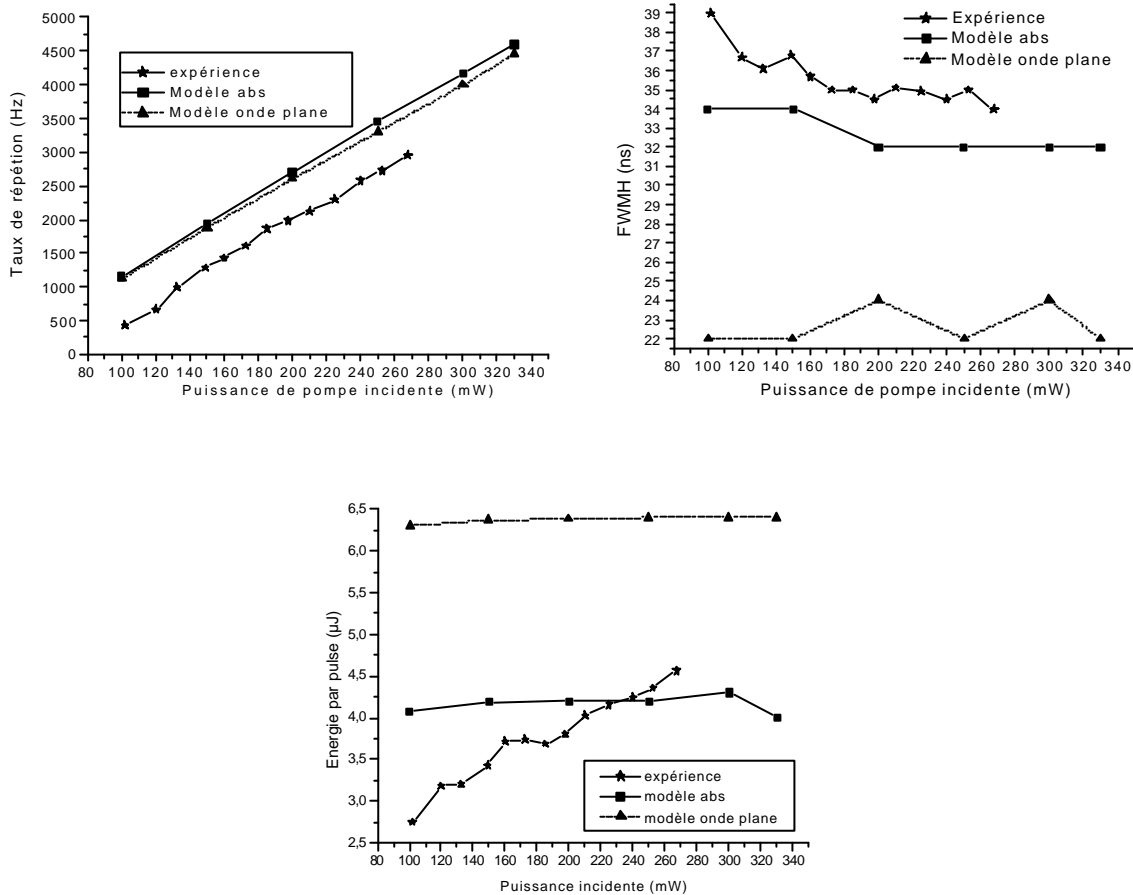 5000
4500
4000
3500
3000
2500
2000
1500
1000
500
0
Taux de répétion (Hz)
expérience
Modèle abs
Modèle onde plane
80 100 120 140 160 180 200 220 240 260 280 300 320 340
Puissance de pompe incidente (mW)
39
38
37
36
35
34
33
32
31
30
29
28
27
26
25
24
23
22
FWMH (ns)
Expérience
Modèle abs
Modèle onde plane
80 100 120 140 160 180 200 220 240 260 280 300 320 340
Puissance de pompe incidente (mW)
6,5
6,0
5,5
5,0
4,5
4,0
3,5
3,0
2,5
Energie par pulse (µJ)
expérience
modèle abs
modèle onde plane
80 100 120 140 160 180 200 220 240 260 280 300 320 340
Puissance incidente (mW)